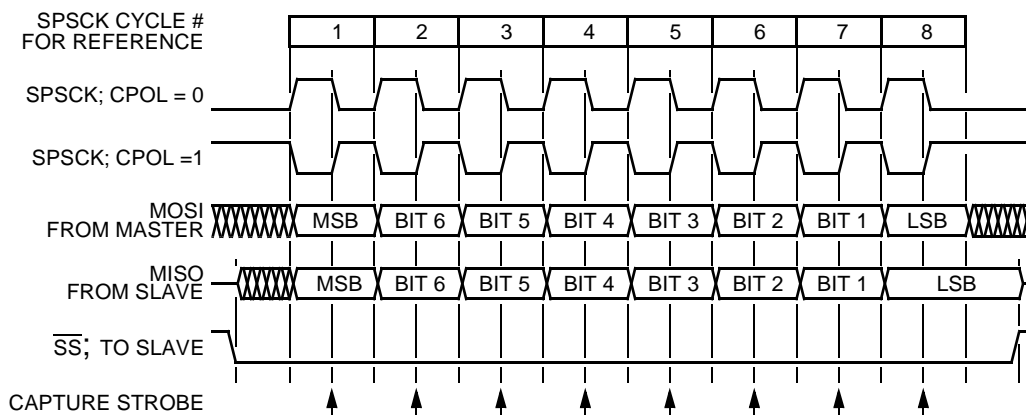 SPSCK CYCLE #
FOR REFERENCE
1 2 3 4 5 6 7 8
SPSCK; CPOL = 0
SPSCK; CPOL =1
MOSI
FROM MASTER
MSB BIT 6 BIT 5 BIT 4 BIT 3 BIT 2 BIT 1 LSB
MISO
FROM SLAVE
MSB BIT 6 BIT 5 BIT 4 BIT 3 BIT 2 BIT 1 LSB
SS; TO SLAVE
CAPTURE STROBE